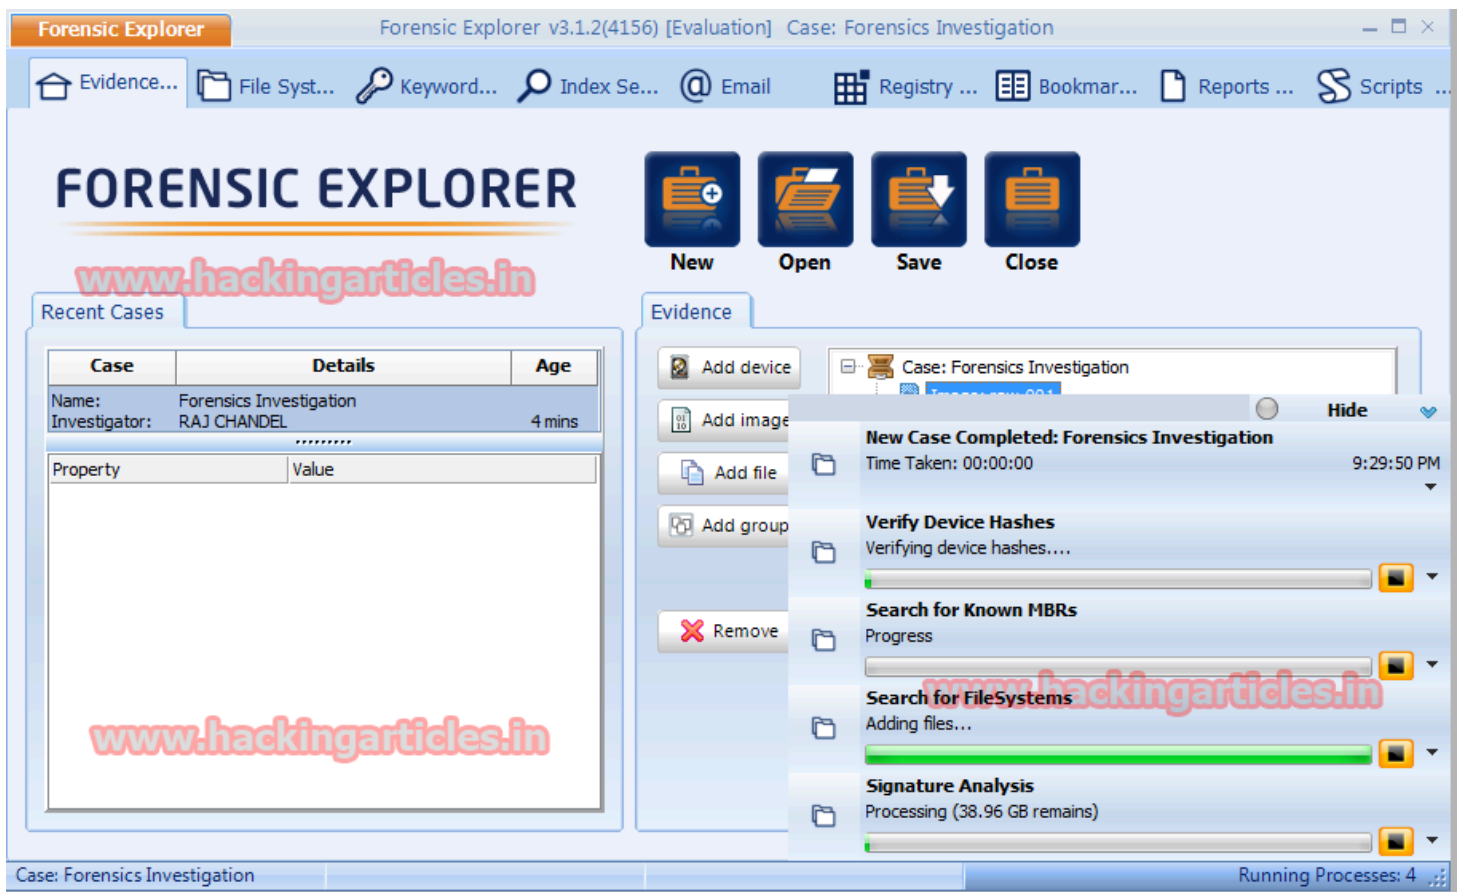 Forensic Explorer
Forensic Explorer v3.1.2(4156) [Evaluation] Case: Forensics Investigation
Evidence...
File Syst...
Keyword...
Index Se...
Email
Registry ...
Bookmar...
Reports ...
Scripts ...
FORENSIC EXPLORER
New
Open
Save
Close
www.hackingarticles.in
Recent Cases
Case Details Age
Name: Forensics Investigation
Investigator: RAJ CHANDEL 4 mins
Property Value
www.hackingarticles.in
Evidence
Add device
Add image
Add file
Add group
Remove
Case: Forensics Investigation
Hide
New Case Completed: Forensics Investigation
Time Taken: 00:00:00 9:29:50 PM
Verify Device Hashes
Verifying device hashes....
Search for Known MBRs
Progress
www.hackingarticles.in
Search for FileSystems
Adding files...
Signature Analysis
Processing (38.96 GB remains)
Case: Forensics Investigation
Running Processes: 4